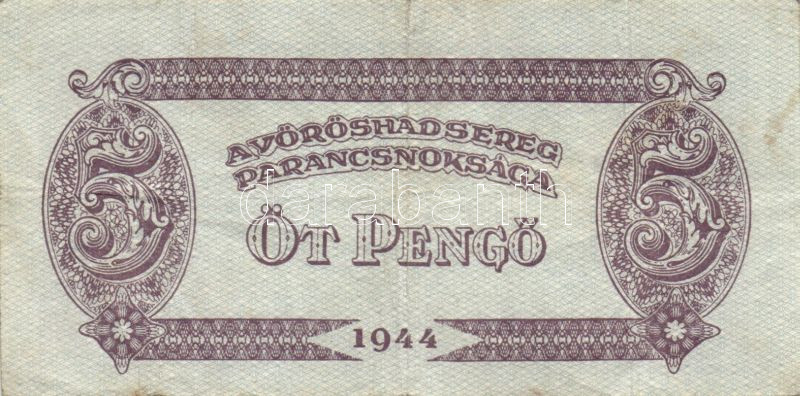 A VÖRÖSHADSEREG
PARANCSNOKSÁGA
5 ÖT PENGŐ 5
darabanth
1944